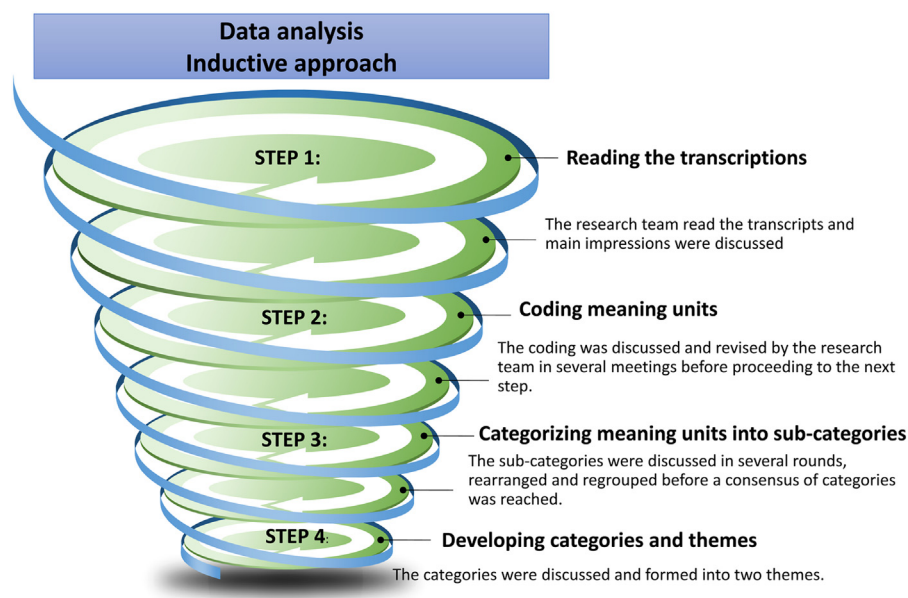 Data analysis
Inductive approach
STEP 1:
Reading the transcriptions
The research team read the transcripts and
main impressions were discussed
STEP 2:
Coding meaning units
The coding was discussed and revised by the research
team in several meetings before proceeding to the next
step.
STEP 3:
Categorizing meaning units into sub-categories
The sub-categories were discussed in several rounds,
rearranged and regrouped before a consensus of categories
was reached.
STEP 4:
Developing categories and themes
The categories were discussed and formed into two themes.